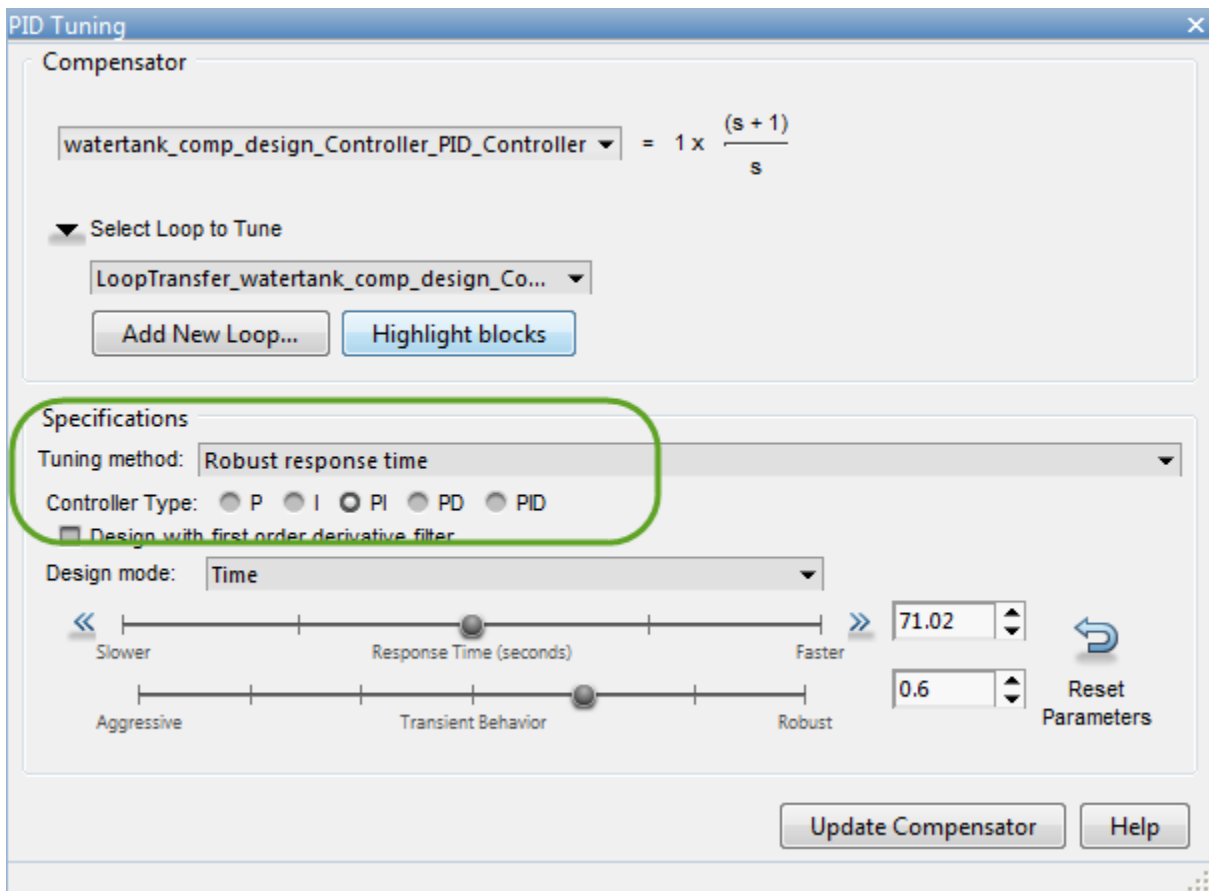 PID Tuning
Compensator
(s + 1)
watertank_comp_design_Controller_PID_Controller = 1 x
s
Select Loop to Tune
LoopTransfer_watertank_comp_design_Co...
Add New Loop... Highlight blocks
Specifications
Tuning method: Robust response time
Controller Type: P I PI PD PID
Design with first order derivative filter
Design mode: Time
71.02
Slower Response Time (seconds) Faster
0.6 Reset
Aggressive Transient Behavior Robust Parameters
Update Compensator Help